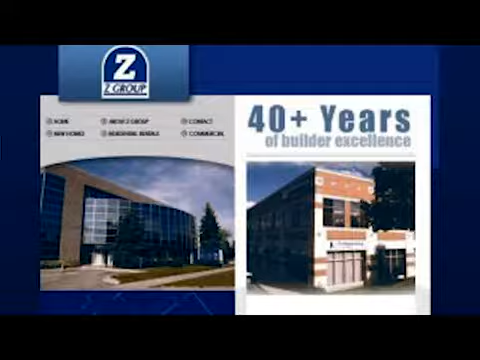 Z
Z GROUP
HOME
ABOUT Z GROUP
CONTACT
NEW HOMES
RESIDENTIAL RENTALS
COMMERCIAL
40+ Years
of builder excellence